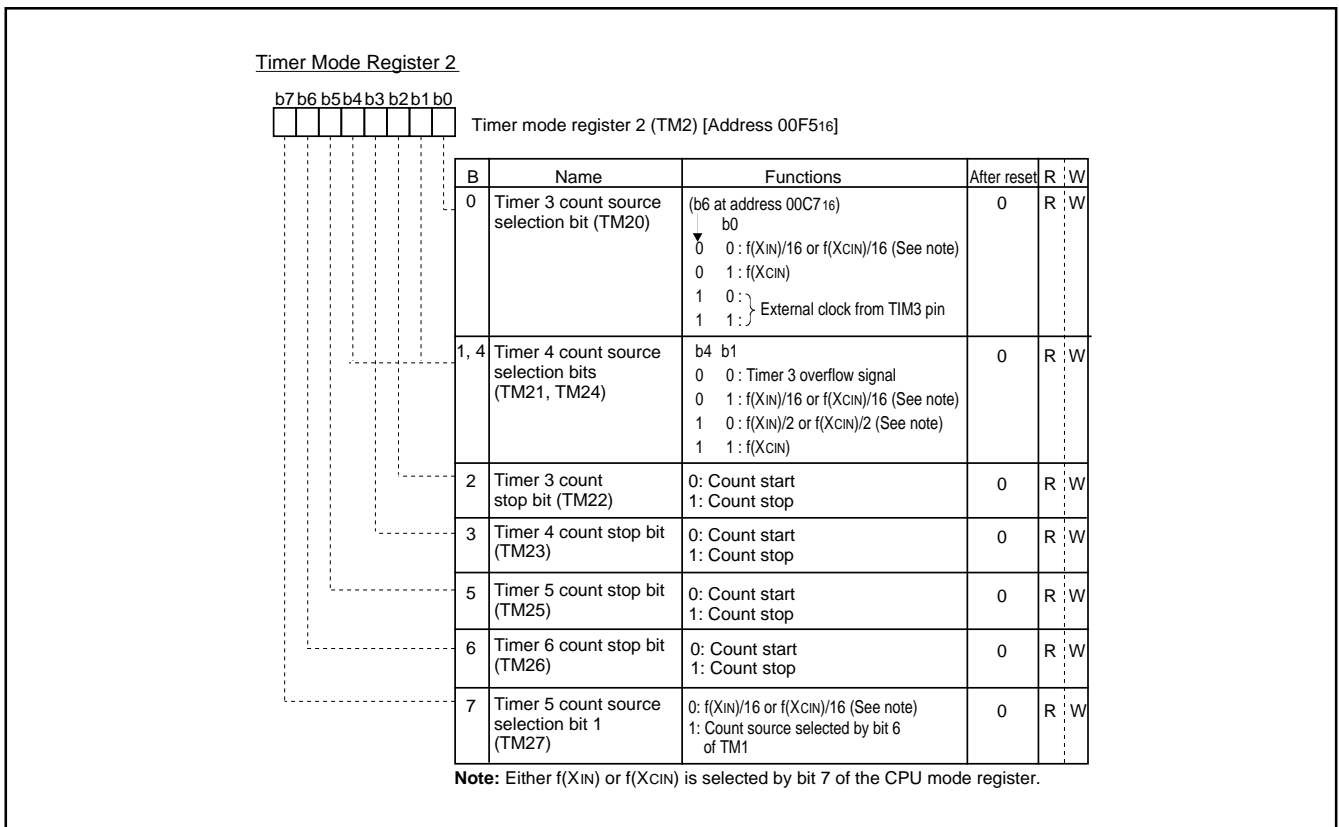 Timer Mode Register 2
b7 b6 b5 b4 b3 b2 b1 b0
Timer mode register 2 (TM2) [Address 00F516]
B Name Functions After reset R W
0 Timer 3 count source selection bit (TM20) (b6 at address 00C716) 0 R W
b0
0 0 : f(XIN)/16 or f(XCIN)/16 (See note)
0 1 : f(XCIN)
1 0 :
1 1 :
External clock from TIM3 pin
1, 4 Timer 4 count source selection bits (TM21, TM24) b4 b1 0 R W
0 0 : Timer 3 overflow signal
0 1 : f(XIN)/16 or f(XCIN)/16 (See note)
1 0 : f(XIN)/2 or f(XCIN)/2 (See note)
1 1 : f(XCIN)
2 Timer 3 count stop bit (TM22) 0: Count start 0 R W
1: Count stop
3 Timer 4 count stop bit (TM23) 0: Count start 0 R W
1: Count stop
5 Timer 5 count stop bit (TM25) 0: Count start 0 R W
1: Count stop
6 Timer 6 count stop bit (TM26) 0: Count start 0 R W
1: Count stop
7 Timer 5 count source selection bit 1 (TM27) 0: f(XIN)/16 or f(XCIN)/16 (See note) 0 R W
1: Count source selected by bit 6 of TM1
Note: Either f(XIN) or f(XCIN) is selected by bit 7 of the CPU mode register.